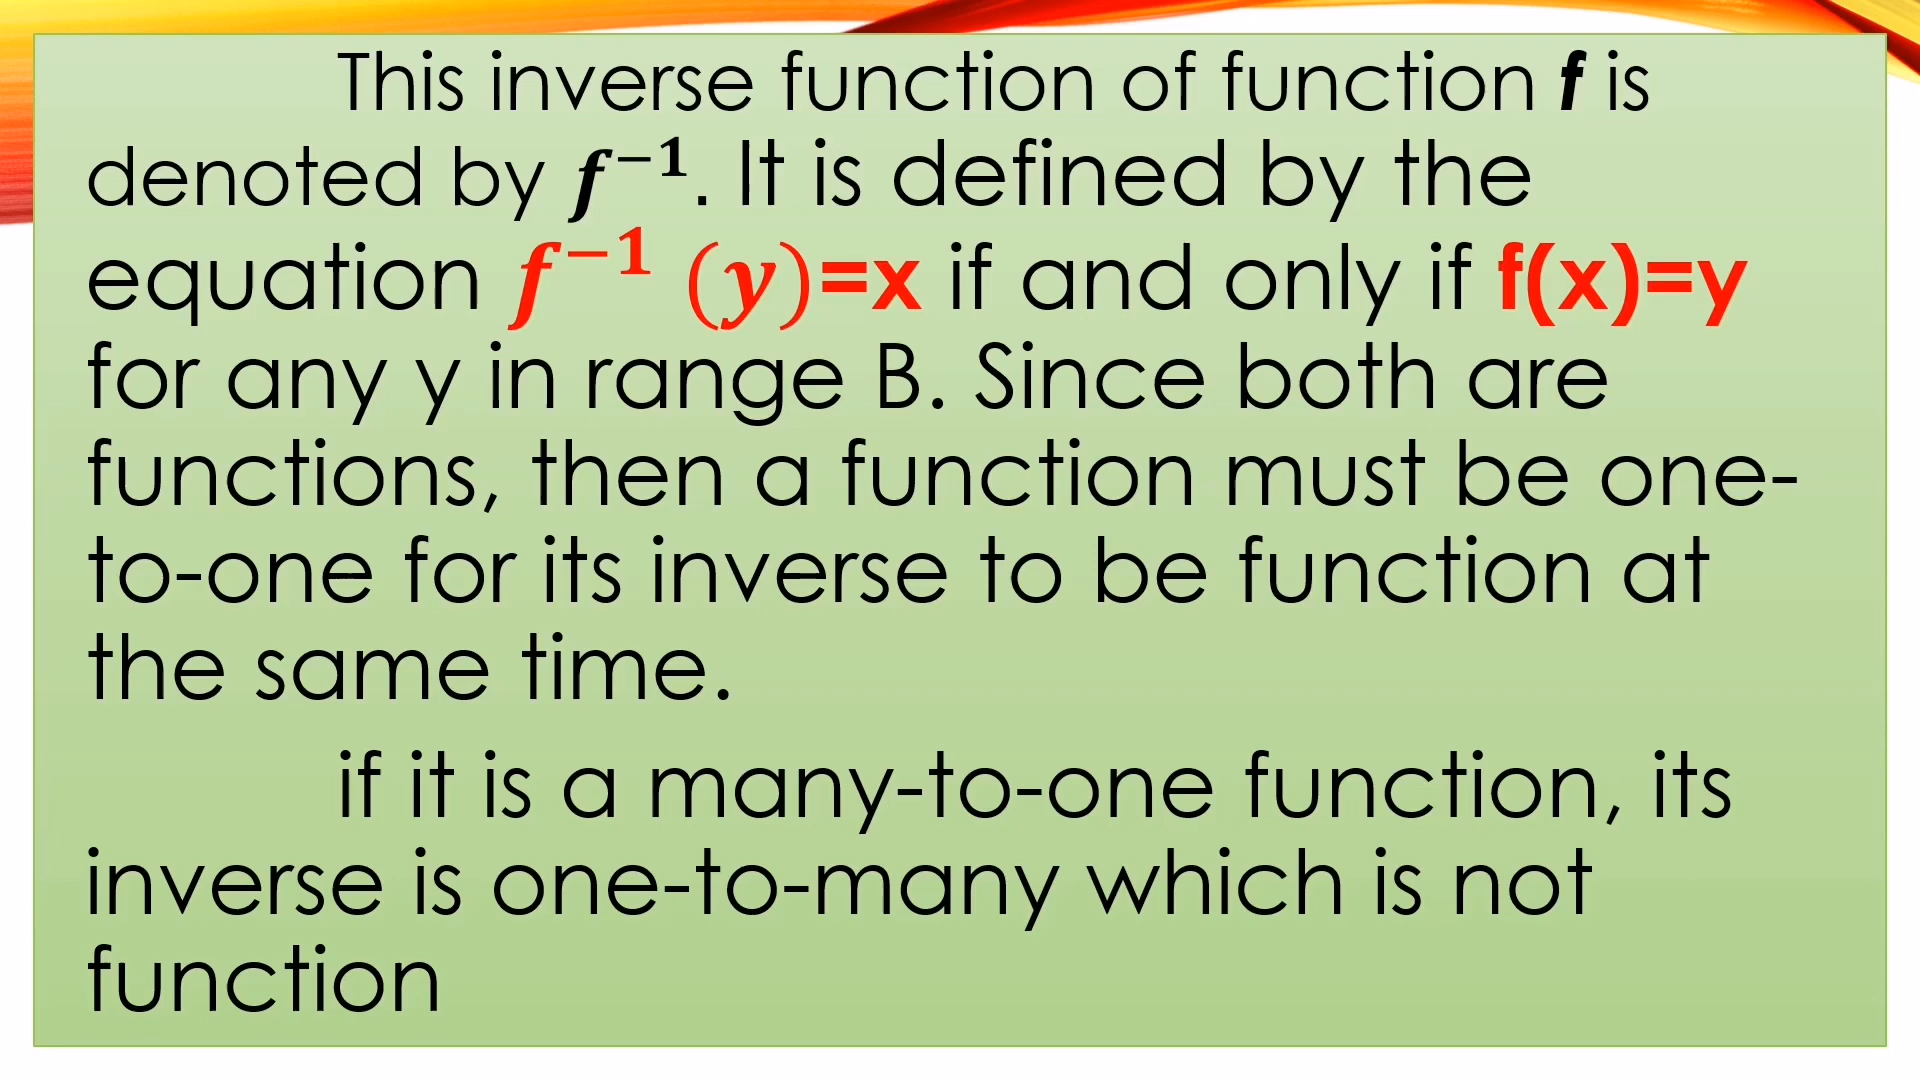 This inverse function of function f is
denoted by f⁻¹. It is defined by the
equation f⁻¹ (y)=x if and only if f(x)=y
for any y in range B. Since both are
functions, then a function must be one-
to-one for its inverse to be function at
the same time.
if it is a many-to-one function, its
inverse is one-to-many which is not
function